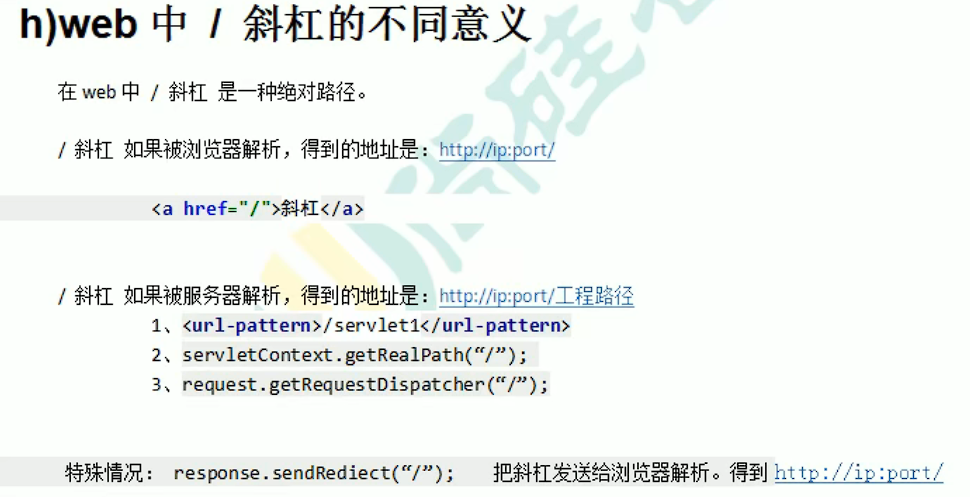 h)web 中 / 斜杠的不同意义
在 web 中 / 斜杠 是一种绝对路径。
/ 斜杠 如果被浏览器解析，得到的地址是：http://ip:port/
<a href="/">斜杠</a>
/ 斜杠 如果被服务器解析，得到的地址是：http://ip:port/工程路径
1、<url-pattern>/servlet1</url-pattern>
2、servletContext.getRealPath(“/”);
3、request.getRequestDispatcher(“/”);
特殊情况： response.sendRediect(“/”); 把斜杠发送给浏览器解析。得到 http://ip:port/